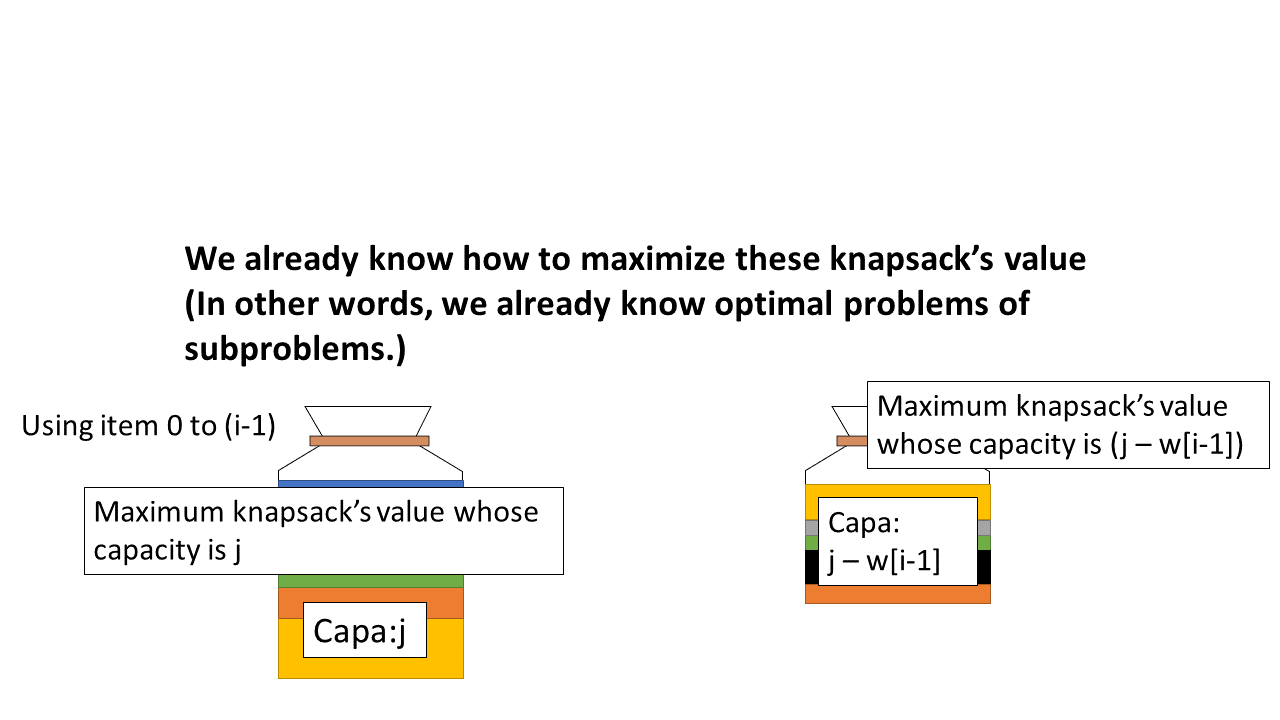 We already know how to maximize these knapsack’s value
(In other words, we already know optimal problems of
subproblems.)
Using item 0 to (i-1)
Maximum knapsack’s value
whose capacity is (j – w[i-1])
Maximum knapsack’s value whose
capacity is j
Capa:
j – w[i-1]
Capa:j